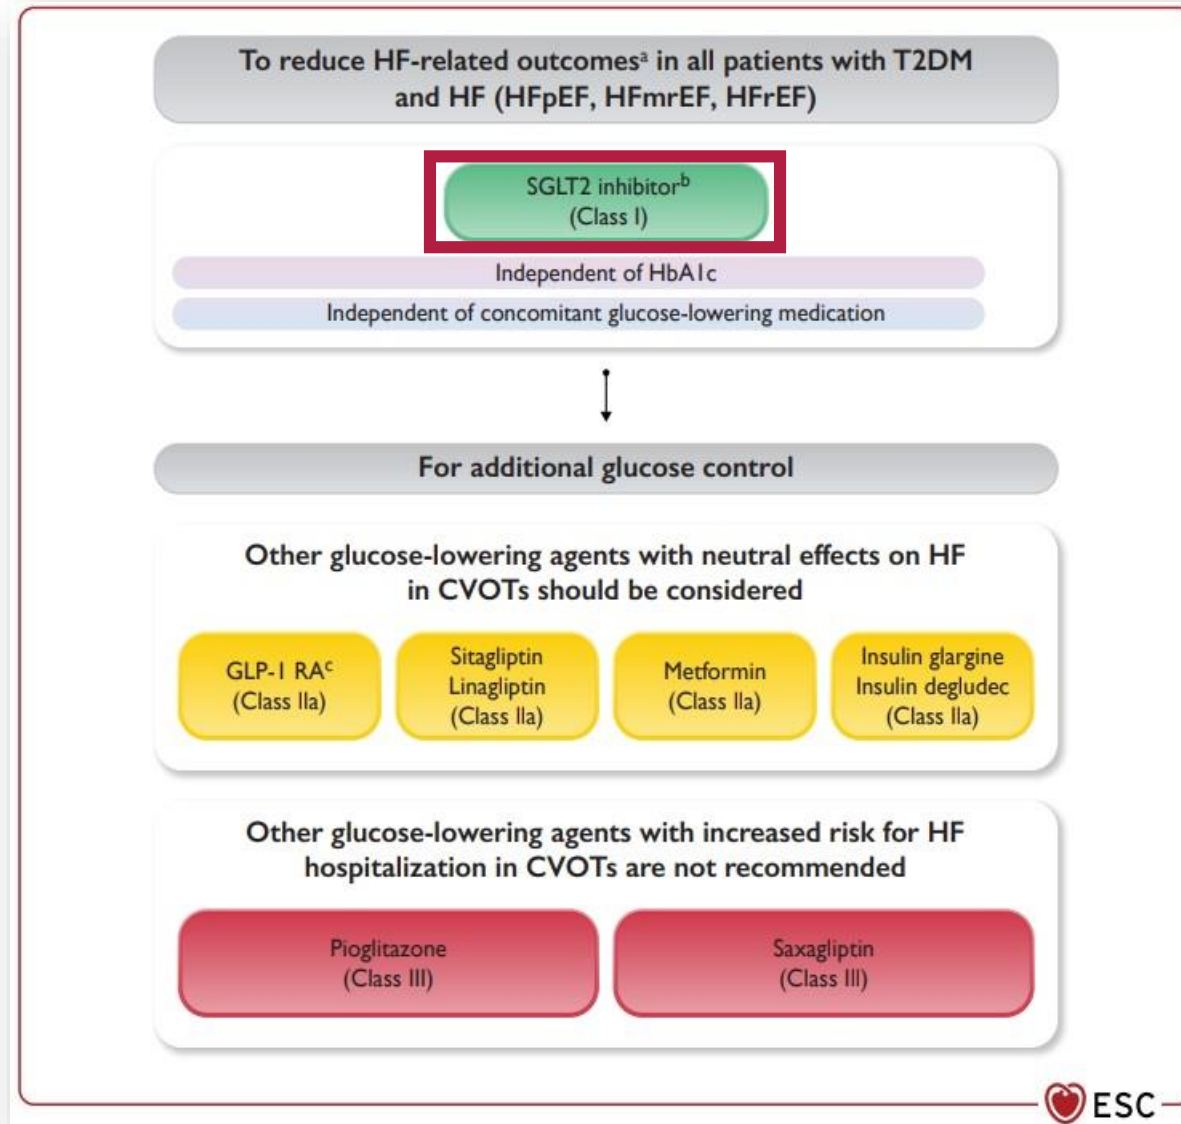 To reduce HF-related outcomesᵃ in all patients with T2DM
and HF (HFpEF, HFmrEF, HFrEF)
SGLT2 inhibitorᵇ
(Class I)
Independent of HbA1c
Independent of concomitant glucose-lowering medication
For additional glucose control
Other glucose-lowering agents with neutral effects on HF
in CVOTs should be considered
GLP-1 RAᶜ
(Class IIa)
Sitagliptin
Linagliptin
(Class IIa)
Metformin
(Class IIa)
Insulin glargine
Insulin degludec
(Class IIa)
Other glucose-lowering agents with increased risk for HF
hospitalization in CVOTs are not recommended
Pioglitazone
(Class III)
Saxagliptin
(Class III)
ESC